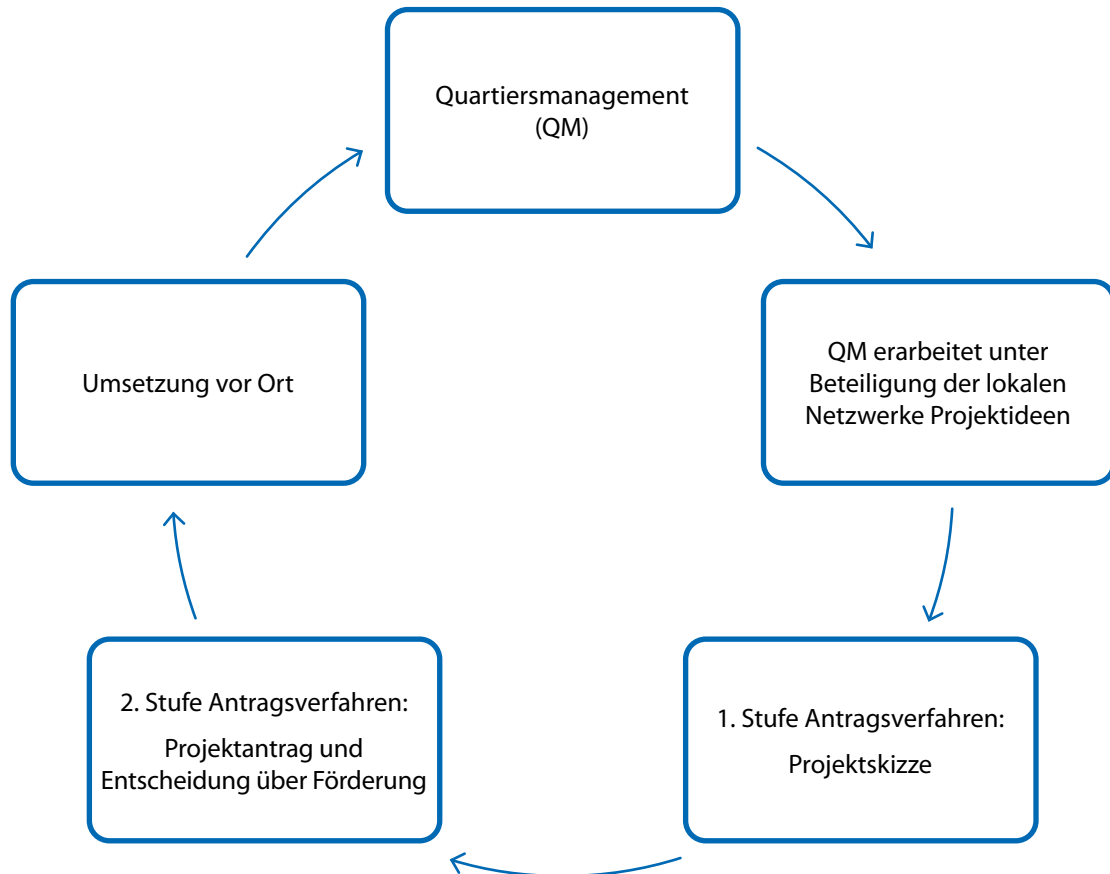 Quartiersmanagement
(QM)
QM erarbeitet unter
Beteiligung der lokalen
Netzwerke Projektideen
1. Stufe Antragsverfahren:
Projektskizze
2. Stufe Antragsverfahren:
Projektantrag und
Entscheidung über Förderung
Umsetzung vor Ort